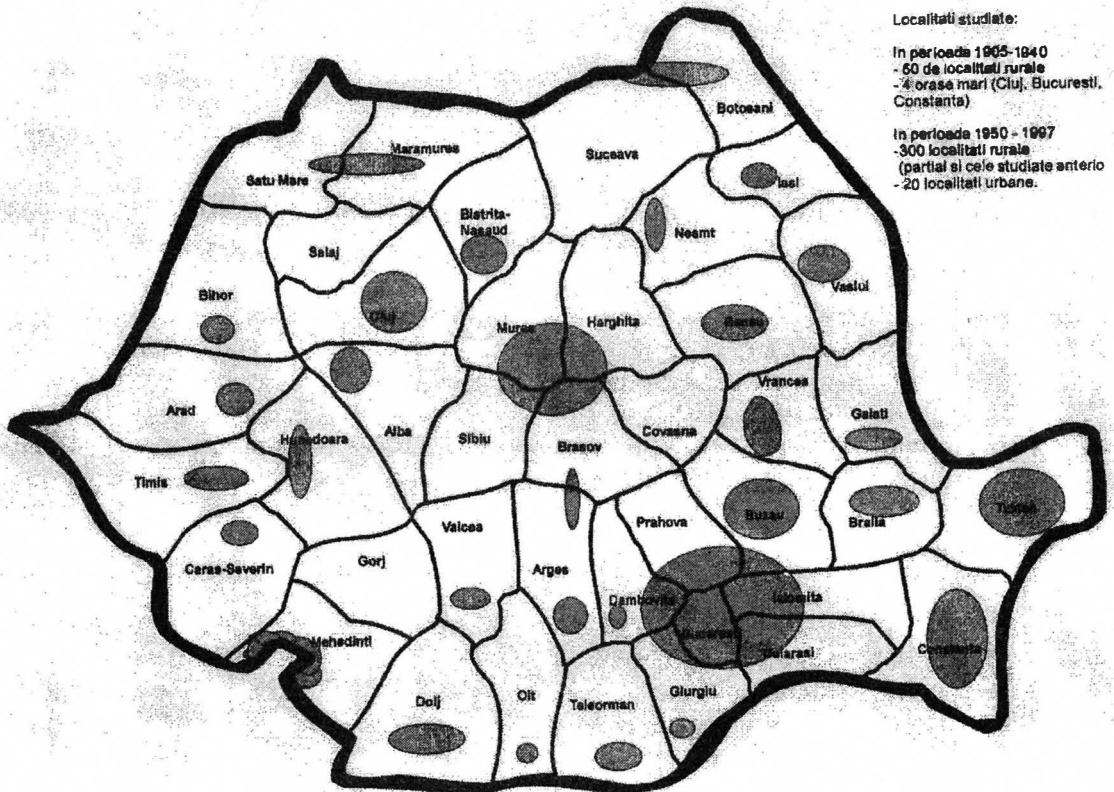 Localitati studiate:
In perioada 1905-1940
- 60 de localitati rurale
- 4 orase mari (Cluj, Bucuresti,
Constanta)
In perioada 1950 - 1997
-300 localitati rurale
(partial si cele studiate anterio
- 20 localitati urbane.
Botosani
Maramures
Suceava
Satu Mare
Iasi
Bistrita-
Nasaud
Neamt
Salaj
Vaslui
Bihor
Cluj
Mures
Harghita
Bacau
Vrancea
Arad
Hunedoara
Alba
Sibiu
Brasov
Covasna
Galati
Timis
Valcea
Prahova
Buzau
Braila
Tulcea
Caras-Severin
Gorj
Arges
Dambovita
Ialomita
Mehedinti
Bucuresti
Calarasi
Constanta
Dolj
Olt
Teleorman
Giurgiu